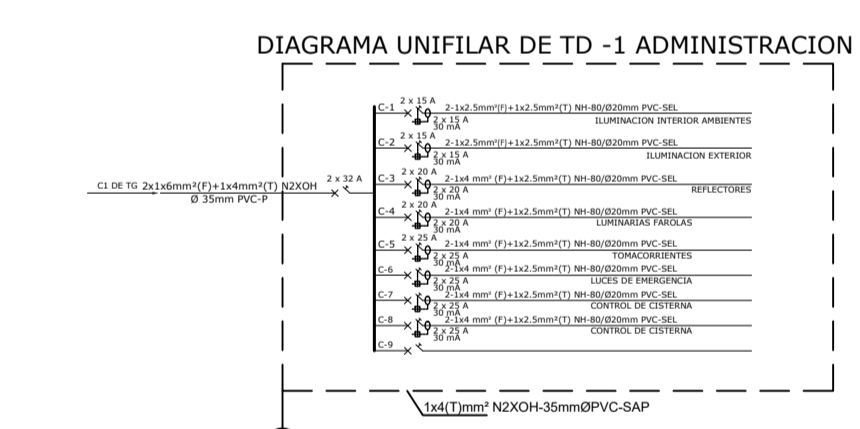 DIAGRAMA UNIFILAR DE TD -1 ADMINISTRACION
C1 DE TG 2x1x6mm²(F)+1x4mm²(T) N2XOH
Ø 35mm PVC-P
2 x 32 A
C-1 2 x 15 A 2-1x2.5mm²(F)+1x2.5mm²(T) NH-80/Ø20mm PVC-SEL
2 x 15 A
30 mA
ILUMINACION INTERIOR AMBIENTES
C-2 2 x 15 A 2-1x2.5mm²(F)+1x2.5mm²(T) NH-80/Ø20mm PVC-SEL
2 x 15 A
30 mA
ILUMINACION EXTERIOR
C-3 2 x 20 A 2-1x4 mm² (F)+1x2.5mm²(T) NH-80/Ø20mm PVC-SEL
2 x 20 A
30 mA
REFLECTORES
C-4 2 x 20 A 2-1x4 mm² (F)+1x2.5mm²(T) NH-80/Ø20mm PVC-SEL
2 x 20 A
30 mA
LUMINARIAS FAROLAS
C-5 2 x 25 A 2-1x4 mm² (F)+1x2.5mm²(T) NH-80/Ø20mm PVC-SEL
2 x 25 A
30 mA
TOMACORRIENTES
C-6 2-1x4 mm² (F)+1x2.5mm²(T) NH-80/Ø20mm PVC-SEL
2 x 25 A
30 mA
LUCES DE EMERGENCIA
C-7 2-1x4 mm² (F)+1x2.5mm²(T) NH-80/Ø20mm PVC-SEL
2 x 25 A
30 mA
CONTROL DE CISTERNA
C-8 2-1x4 mm² (F)+1x2.5mm²(T) NH-80/Ø20mm PVC-SEL
2 x 25 A
30 mA
CONTROL DE CISTERNA
C-9
1x4(T)mm² N2XOH-35mmØPVC-SAP